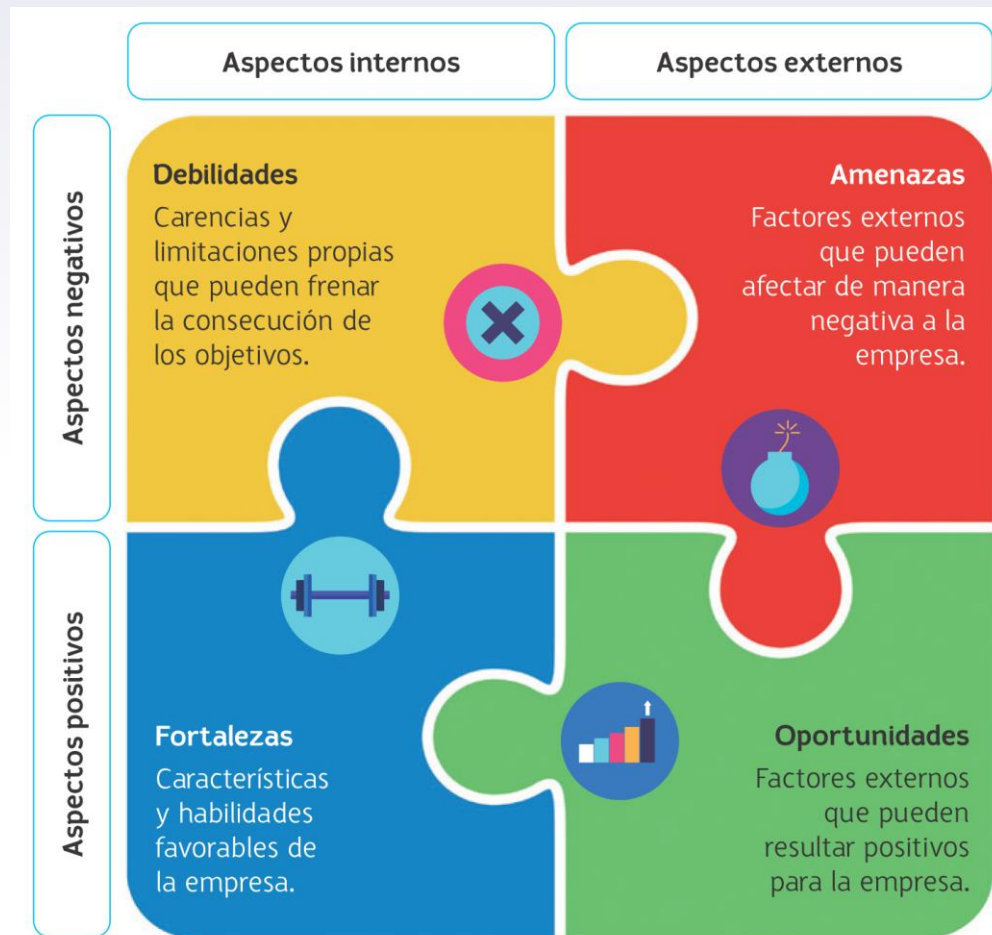 Aspectos internos
Aspectos externos
Aspectos negativos
Debilidades
Carencias y
limitaciones propias
que pueden frenar
la consecución de
los objetivos.
Amenazas
Factores externos
que pueden
afectar de manera
negativa a la
empresa.
Aspectos positivos
Fortalezas
Características
y habilidades
favorables de
la empresa.
Oportunidades
Factores externos
que pueden
resultar positivos
para la empresa.